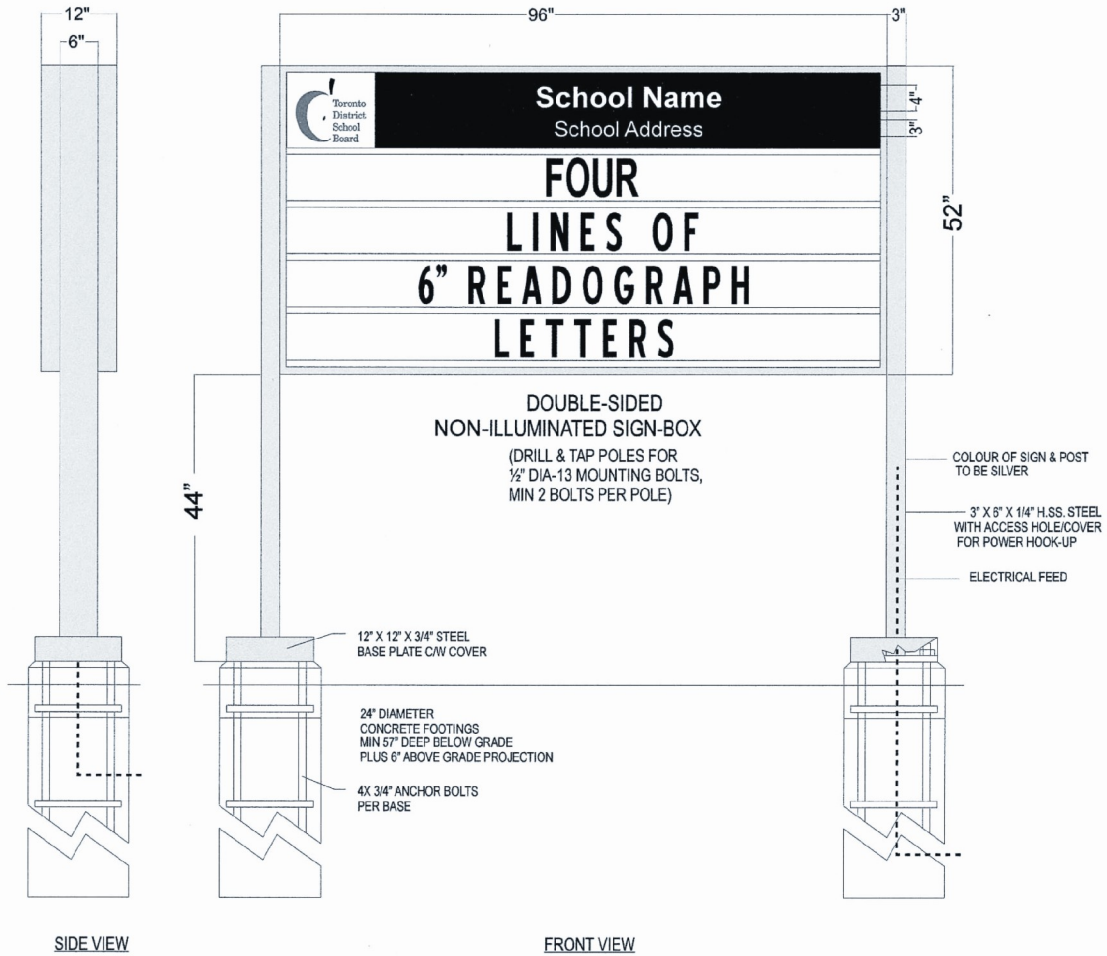 12"
6"
96"
3"
Toronto
District
School
Board
School Name
School Address
4"
3"
FOUR
LINES OF
6" READOGRAPH
LETTERS
52"
DOUBLE-SIDED
NON-ILLUMINATED SIGN-BOX
(DRILL & TAP POLES FOR
½" DIA-13 MOUNTING BOLTS,
MIN 2 BOLTS PER POLE)
44"
COLOUR OF SIGN & POST
TO BE SILVER
3" X 6" X 1/4" H.SS. STEEL
WITH ACCESS HOLE/COVER
FOR POWER HOOK-UP
ELECTRICAL FEED
12" X 12" X 3/4" STEEL
BASE PLATE C/W COVER
24" DIAMETER
CONCRETE FOOTINGS
MIN 57" DEEP BELOW GRADE
PLUS 6" ABOVE GRADE PROJECTION
4X 3/4" ANCHOR BOLTS
PER BASE
SIDE VIEW
FRONT VIEW